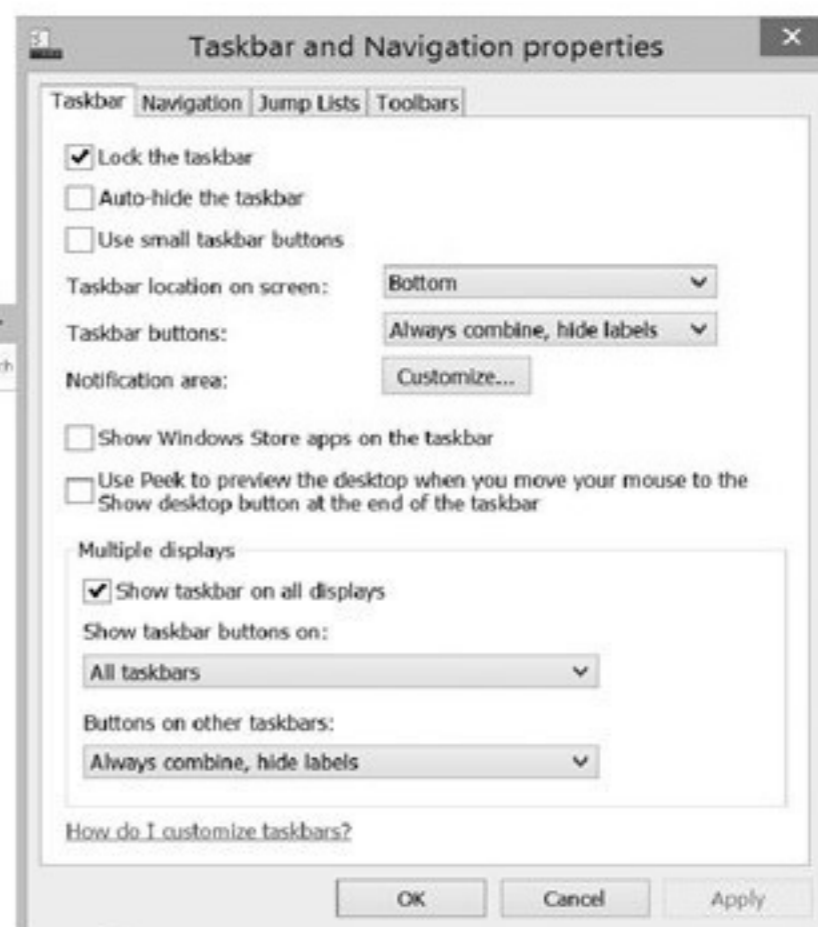 Taskbar and Navigation properties
Taskbar Navigation Jump Lists Toolbars
Lock the taskbar
Auto-hide the taskbar
Use small taskbar buttons
Taskbar location on screen: Bottom
Taskbar buttons: Always combine, hide labels
Notification area: Customize...
Show Windows Store apps on the taskbar
Use Peek to preview the desktop when you move your mouse to the
Show desktop button at the end of the taskbar
Multiple displays
Show taskbar on all displays
Show taskbar buttons on:
All taskbars
Buttons on other taskbars:
Always combine, hide labels
How do I customize taskbars?
OK Cancel Apply